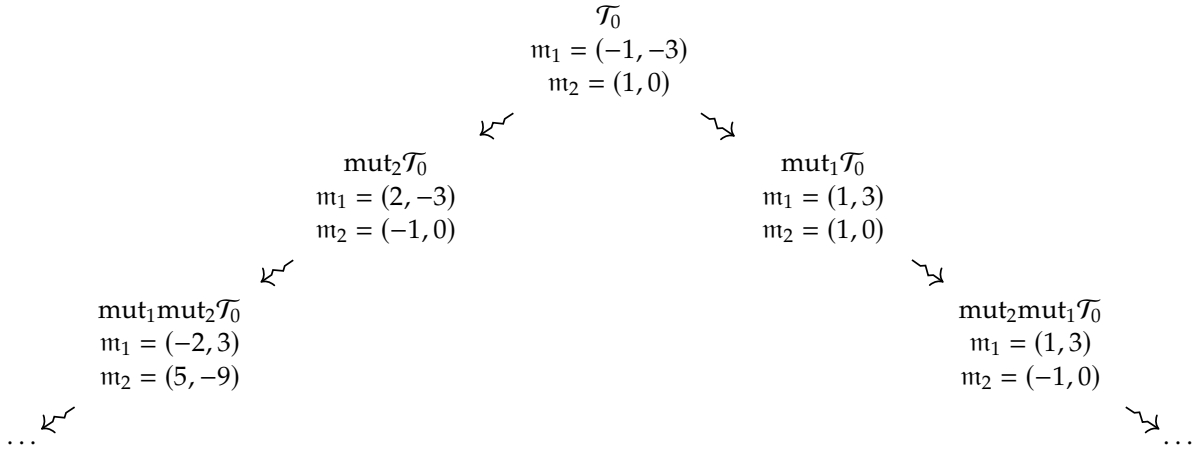 𝒯₀
𝔪₁ = (−1, −3)
𝔪₂ = (1, 0)
mut₂𝒯₀
𝔪₁ = (2, −3)
𝔪₂ = (−1, 0)
mut₁𝒯₀
𝔪₁ = (1, 3)
𝔪₂ = (1, 0)
mut₁mut₂𝒯₀
𝔪₁ = (−2, 3)
𝔪₂ = (5, −9)
mut₂mut₁𝒯₀
𝔪₁ = (1, 3)
𝔪₂ = (−1, 0)
...
...